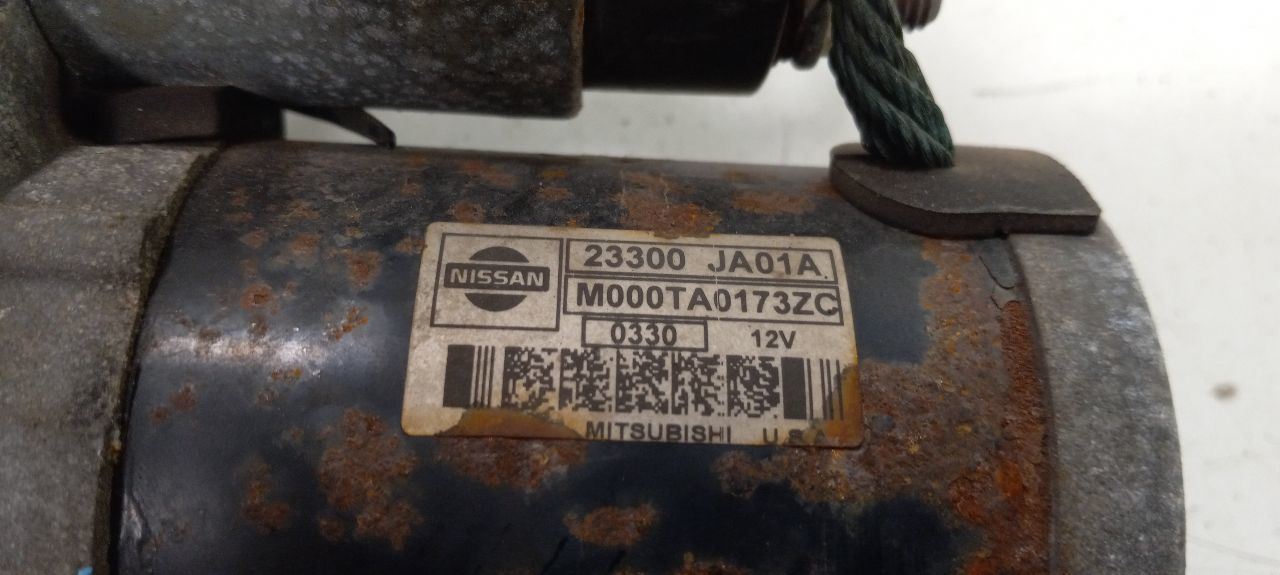 NISSAN
23300 JA01A
M000TA0173ZC
0330 12V
MITSUBISHI U.S.A.